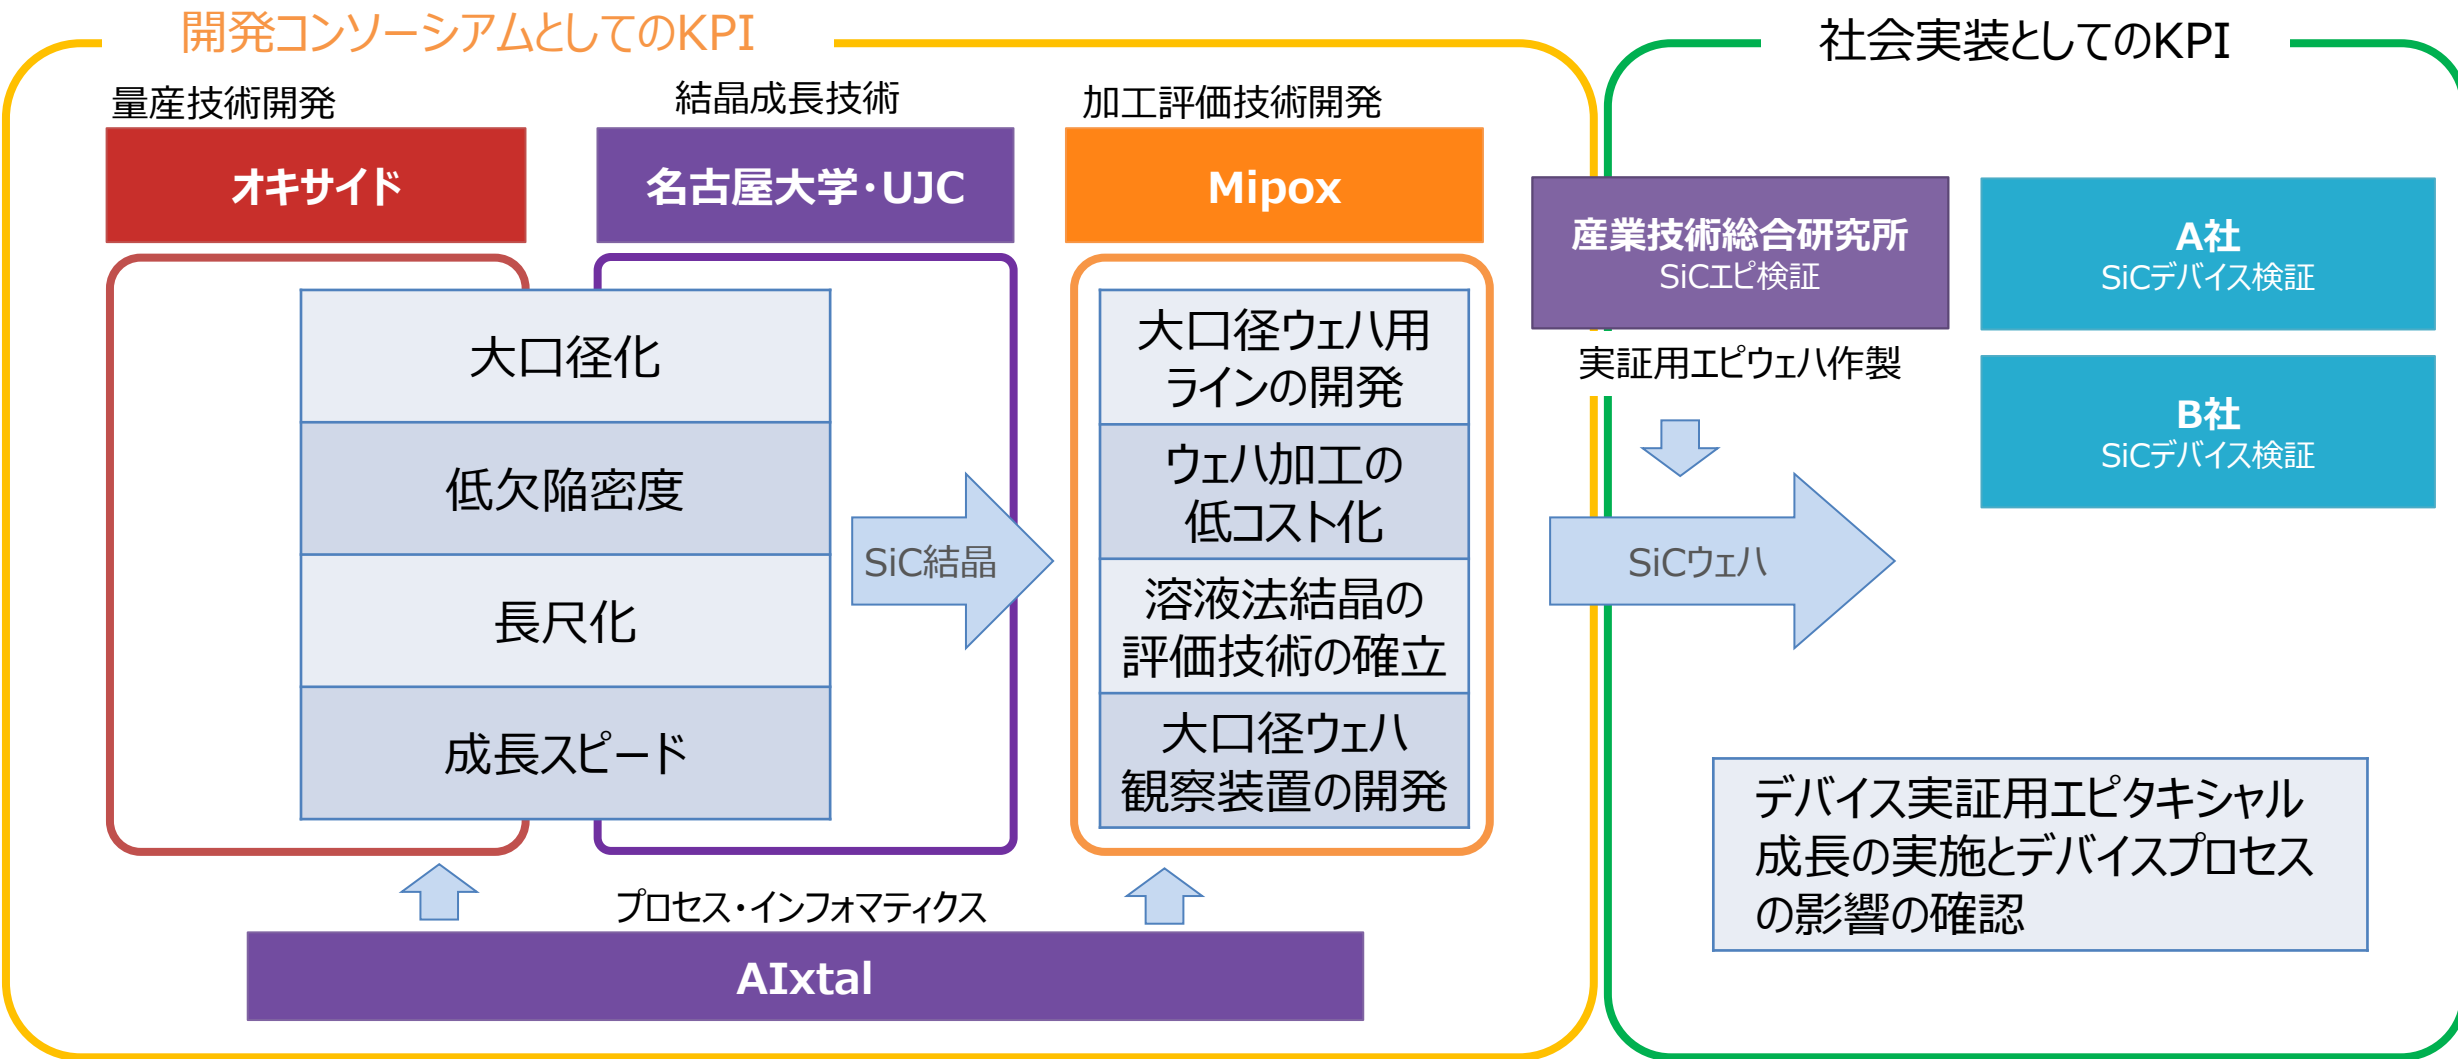 開発コンソーシアムとしてのKPI
社会実装としてのKPI
量産技術開発
結晶成長技術
加工評価技術開発
オキサイド
名古屋大学・UJC
Mipox
産業技術総合研究所
SiCエピ検証
A社
SiCデバイス検証
B社
SiCデバイス検証
実証用エピウェハ作製
大口径化
低欠陥密度
長尺化
成長スピード
SiC結晶
大口径ウェハ用
ラインの開発
ウェハ加工の
低コスト化
溶液法結晶の
評価技術の確立
大口径ウェハ
観察装置の開発
SiCウェハ
デバイス実証用エピタキシャル
成長の実施とデバイスプロセス
の影響の確認
プロセス・インフォマティクス
AIxtal